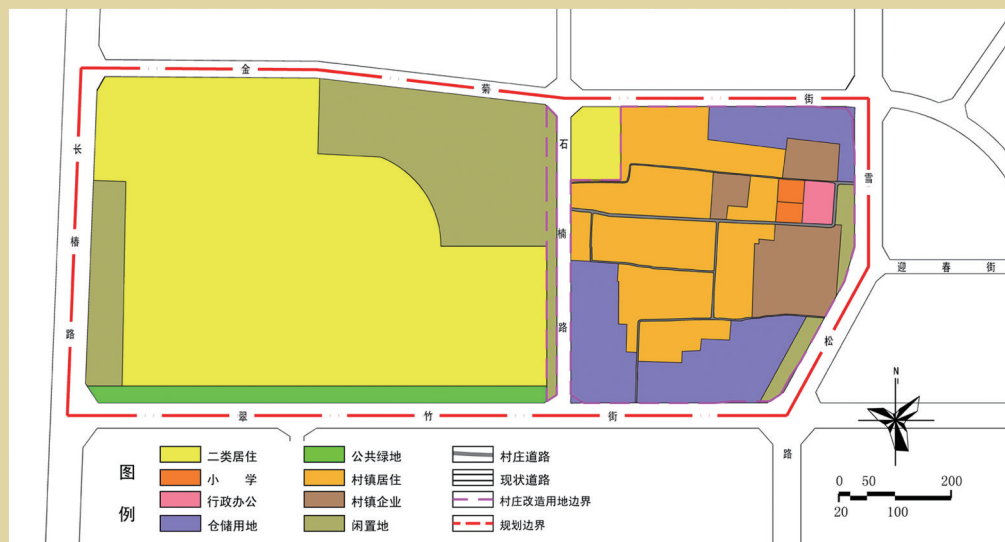 金菊街
长椿路
石楠路
雪松路
迎春街
翠竹街
N
图例
二类居住
小学
行政办公
仓储用地
公共绿地
村镇居住
村镇企业
闲置地
村庄道路
现状道路
村庄改造用地边界
规划边界
0 50 200
20 100